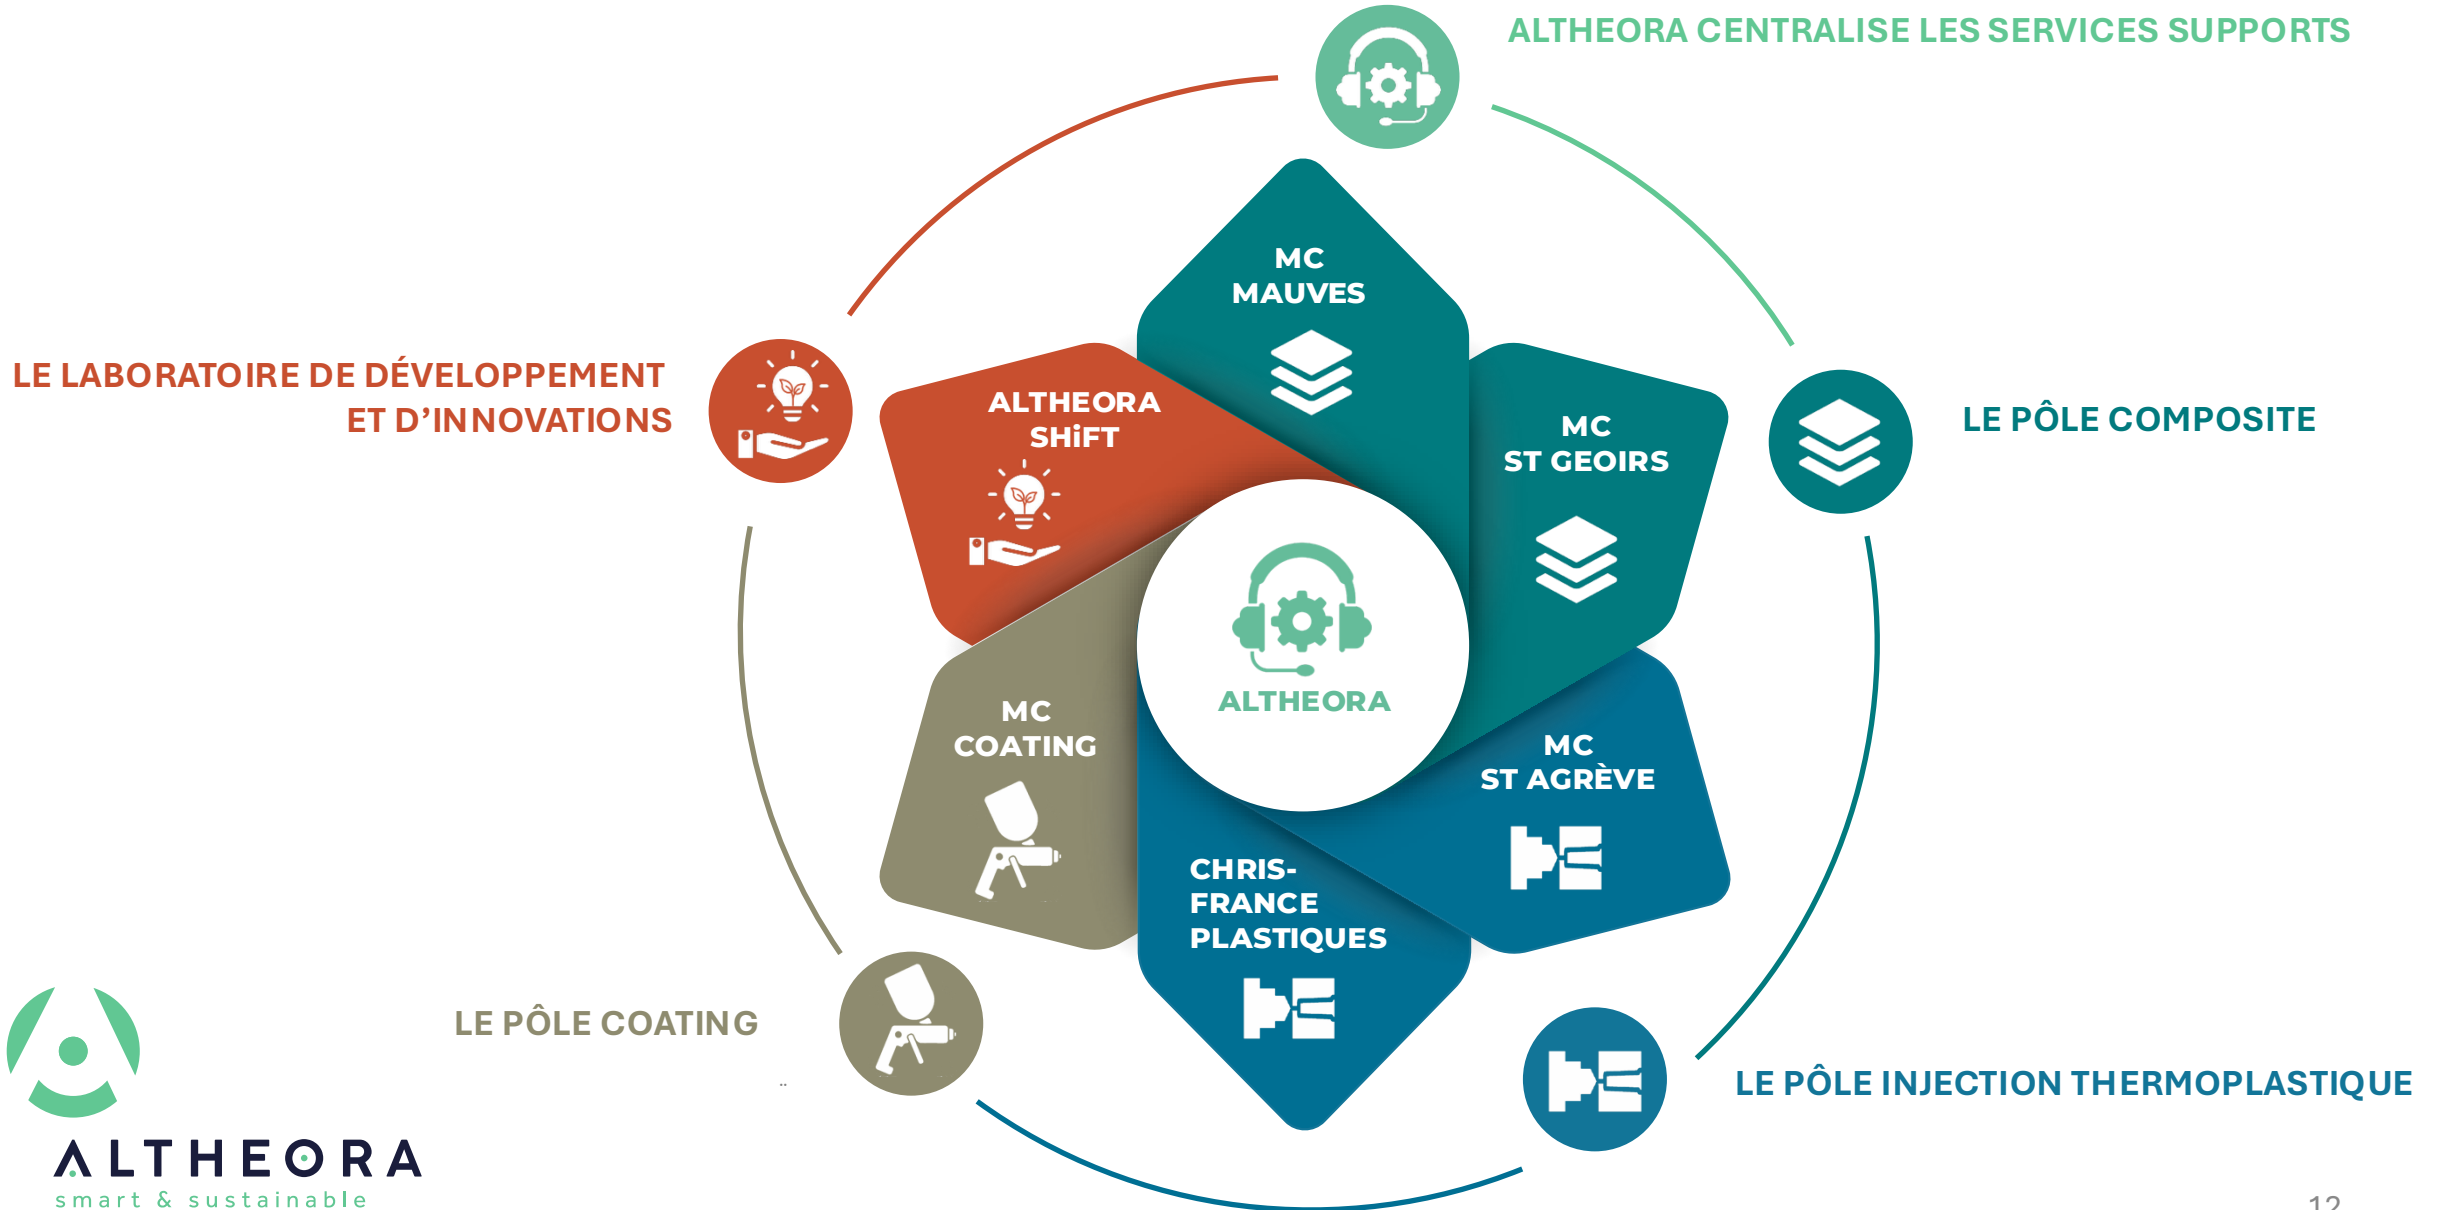 ALTHEORA CENTRALISE LES SERVICES SUPPORTS
MC
MAUVES
LE LABORATOIRE DE DÉVELOPPEMENT
ET D’INNOVATIONS
ALTHEORA
SHiFT
MC
ST GEOIRS
LE PÔLE COMPOSITE
ALTHEORA
MC
COATING
MC
ST AGRÈVE
CHRIS-
FRANCE
PLASTIQUES
LE PÔLE COATING
LE PÔLE INJECTION THERMOPLASTIQUE
ALTHEORA
smart & sustainable
12